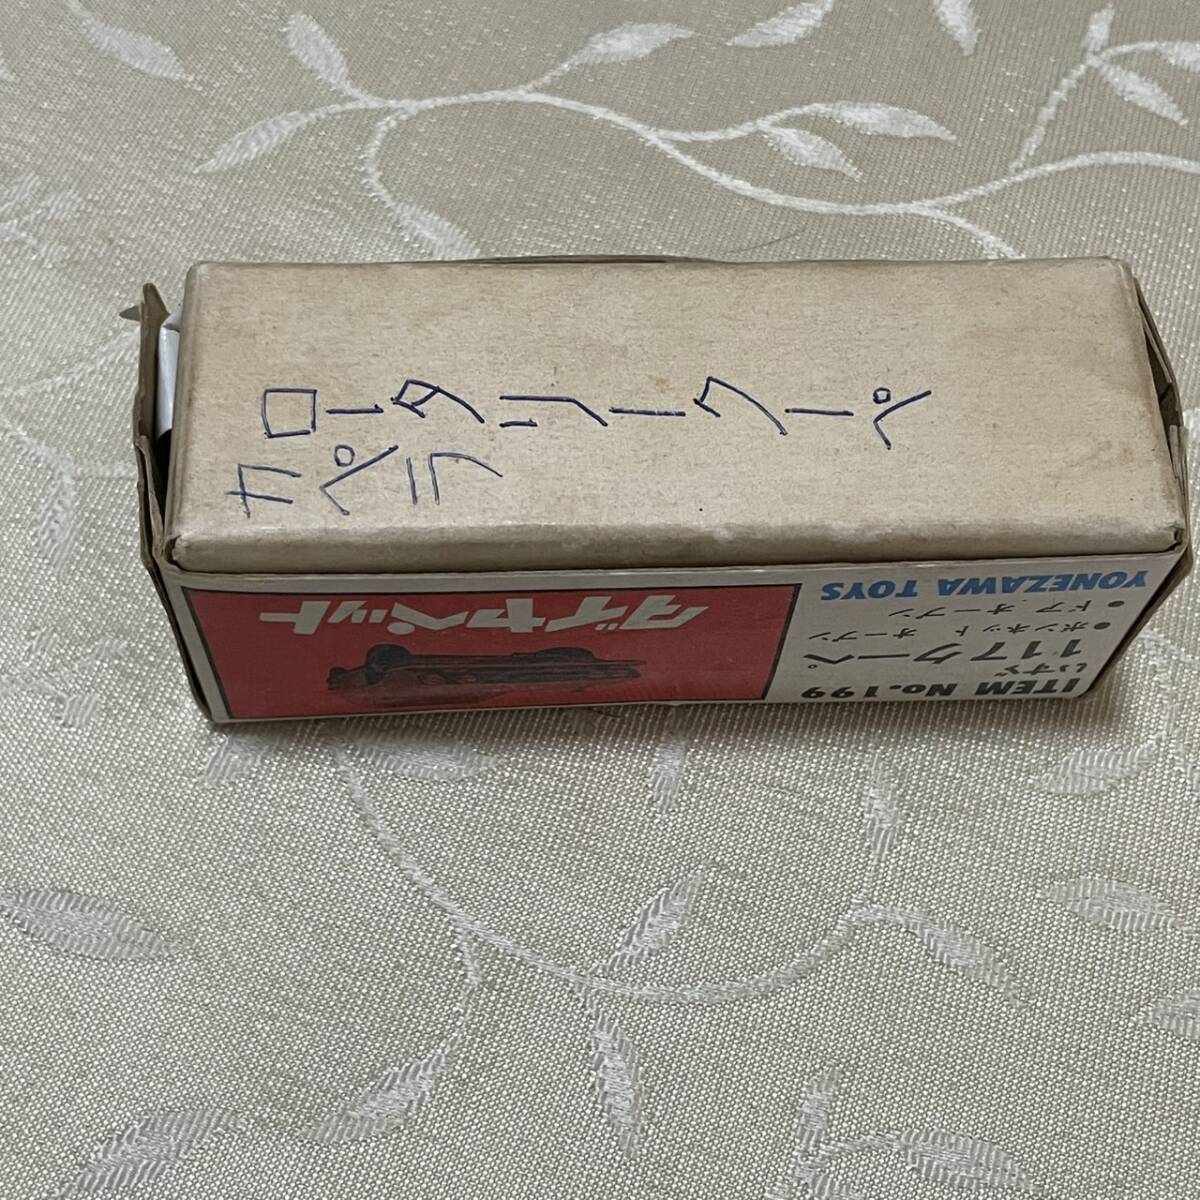 カペラ
ロータリークーペ
ダイヤペット
ITEM No.199
いすゞ
117クーペ。
•ボンネット オープン
•ドア. オープン
YONEZAWA TOYS